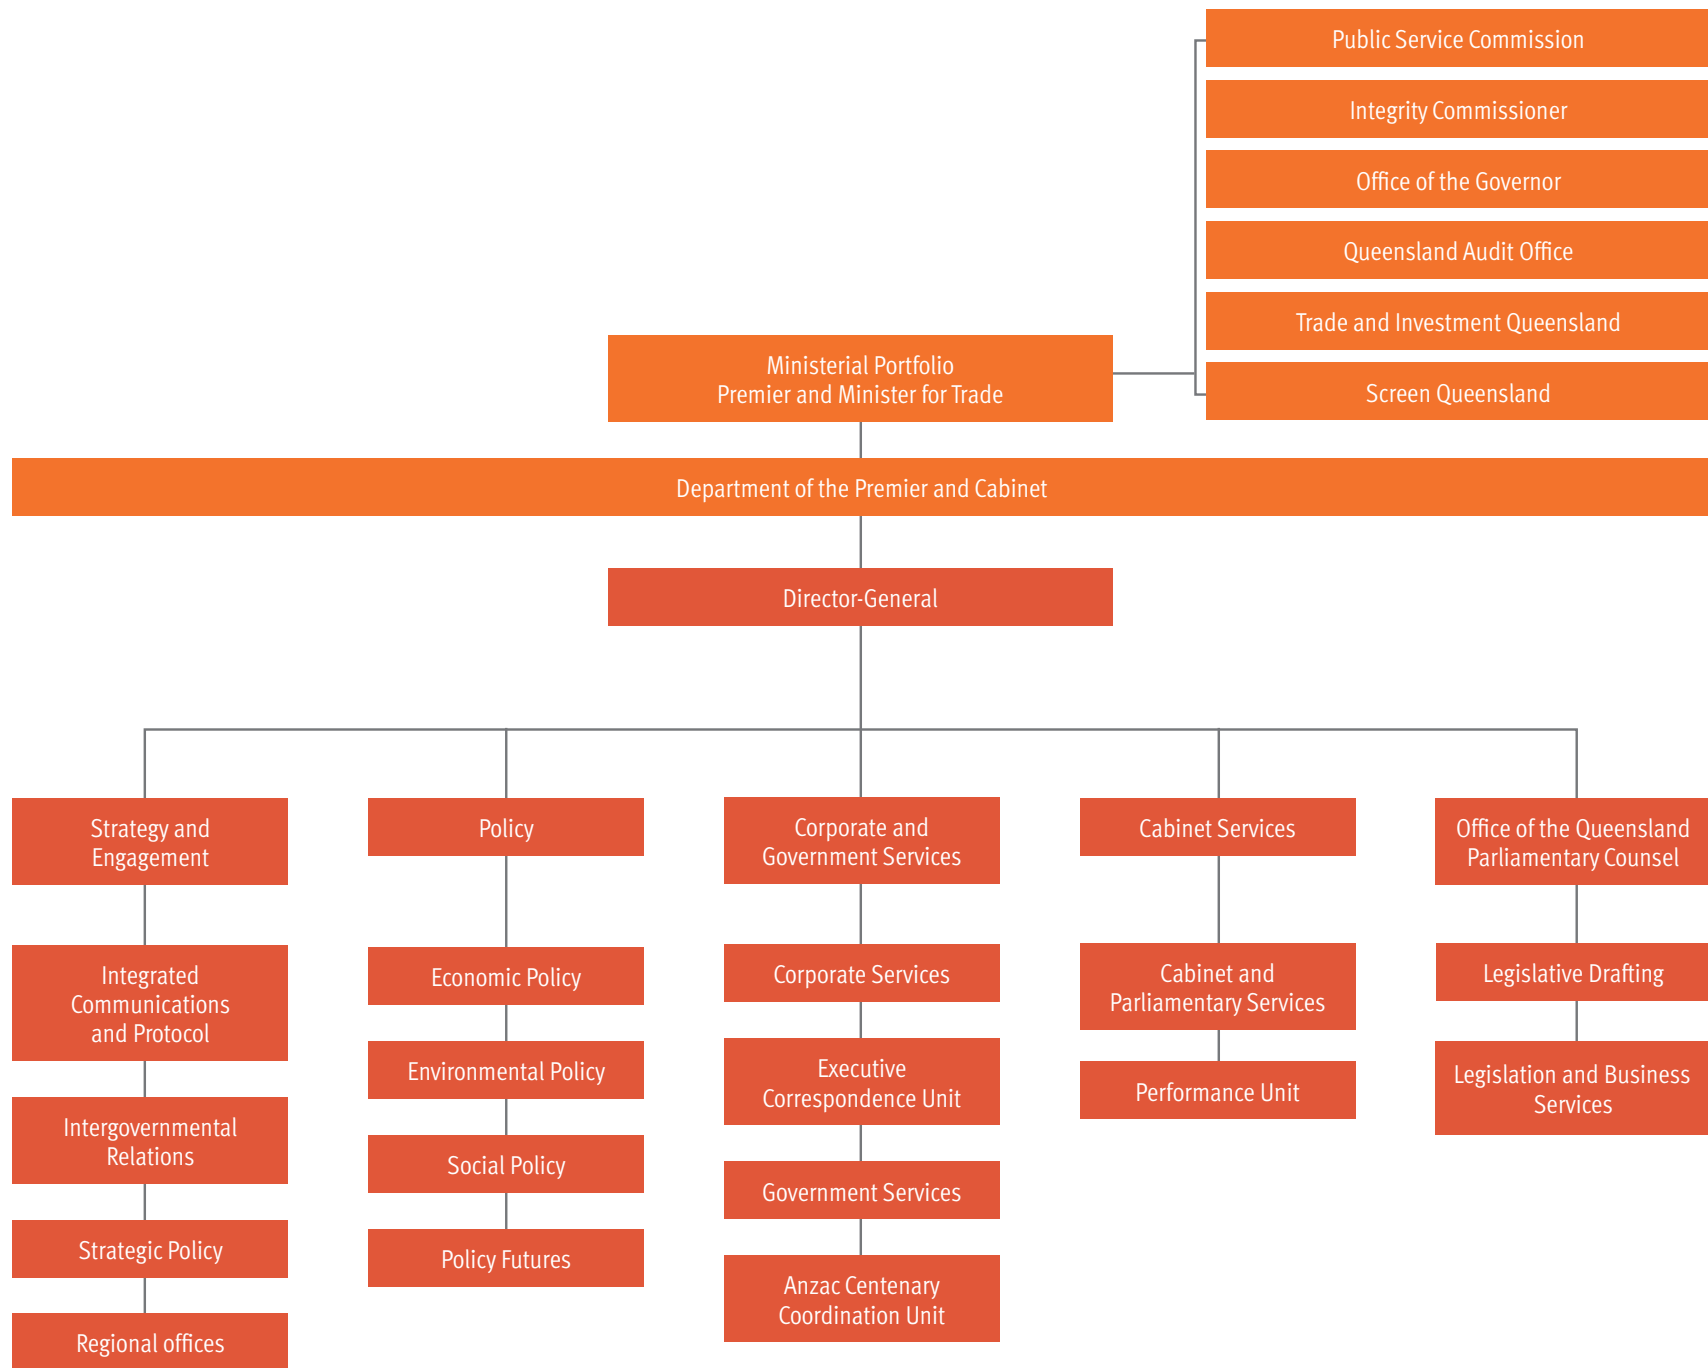 Public Service Commission
Integrity Commissioner
Office of the Governor
Queensland Audit Office
Trade and Investment Queensland
Screen Queensland
Ministerial Portfolio
Premier and Minister for Trade
Department of the Premier and Cabinet
Director-General
Strategy and
Engagement
Integrated
Communications
and Protocol
Intergovernmental
Relations
Strategic Policy
Regional offices
Policy
Economic Policy
Environmental Policy
Social Policy
Policy Futures
Corporate and
Government Services
Corporate Services
Executive
Correspondence Unit
Government Services
Anzac Centenary
Coordination Unit
Cabinet Services
Cabinet and
Parliamentary Services
Performance Unit
Office of the Queensland
Parliamentary Counsel
Legislative Drafting
Legislation and Business
Services